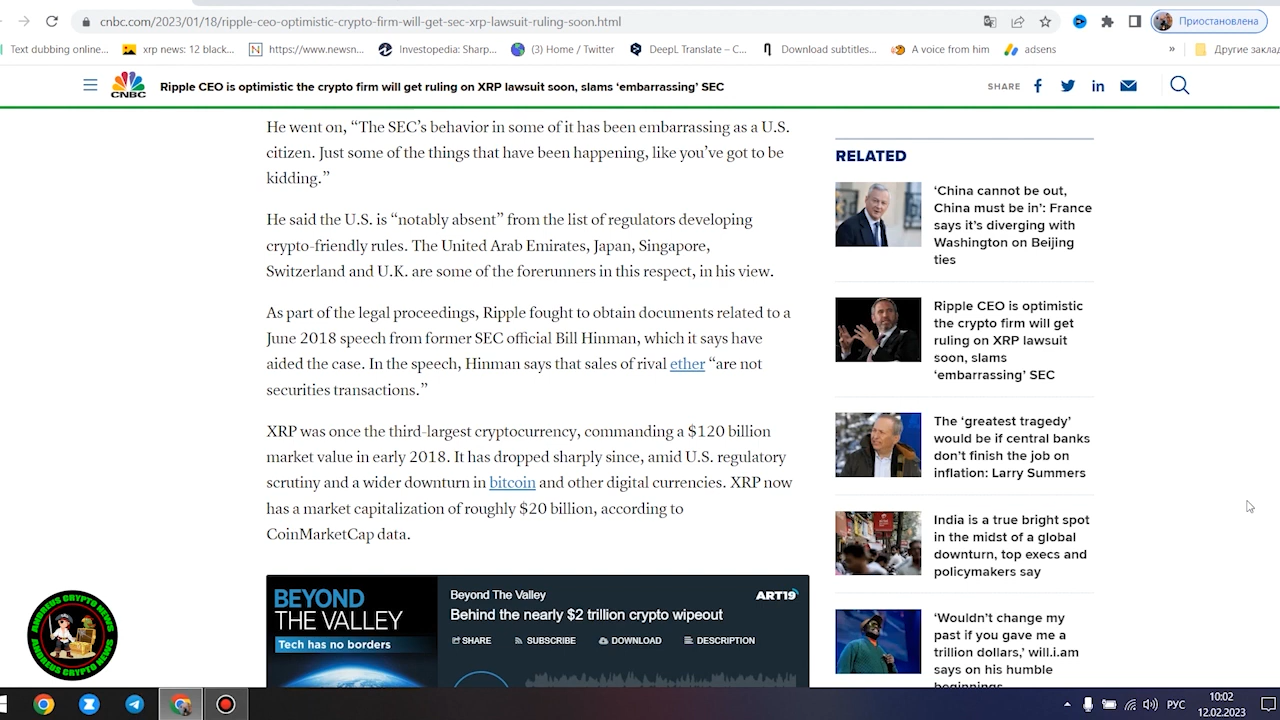 cnbc.com/2023/01/18/ripple-ceo-optimistic-crypto-firm-will-get-sec-xrp-lawsuit-ruling-soon.html
Приостановлена
Text dubbing online...
xrp news: 12 black...
https://www.newsn...
Investopedia: Sharp...
(3) Home / Twitter
DeepL Translate – C...
Download subtitles...
A voice from him
adsens
»
Другие заклад
CNBC
Ripple CEO is optimistic the crypto firm will get ruling on XRP lawsuit soon, slams ‘embarrassing’ SEC
SHARE
He went on, “The SEC’s behavior in some of it has been embarrassing as a U.S.
citizen. Just some of the things that have been happening, like you’ve got to be
kidding.”
He said the U.S. is “notably absent” from the list of regulators developing
crypto-friendly rules. The United Arab Emirates, Japan, Singapore,
Switzerland and U.K. are some of the forerunners in this respect, in his view.
As part of the legal proceedings, Ripple fought to obtain documents related to a
June 2018 speech from former SEC official Bill Hinman, which it says have
aided the case. In the speech, Hinman says that sales of rival ether “are not
securities transactions.”
XRP was once the third-largest cryptocurrency, commanding a $120 billion
market value in early 2018. It has dropped sharply since, amid U.S. regulatory
scrutiny and a wider downturn in bitcoin and other digital currencies. XRP now
has a market capitalization of roughly $20 billion, according to
CoinMarketCap data.
BEYOND
THE VALLEY
Tech has no borders
Beyond The Valley
ART19
Behind the nearly $2 trillion crypto wipeout
SHARE
SUBSCRIBE
DOWNLOAD
DESCRIPTION
RELATED
‘China cannot be out,
China must be in’: France
says it’s diverging with
Washington on Beijing
ties
Ripple CEO is optimistic
the crypto firm will get
ruling on XRP lawsuit
soon, slams
‘embarrassing’ SEC
The ‘greatest tragedy’
would be if central banks
don’t finish the job on
inflation: Larry Summers
India is a true bright spot
in the midst of a global
downturn, top execs and
policymakers say
‘Wouldn’t change my
past if you gave me a
trillion dollars,’ will.i.am
says on his humble
beginnings
ANDREUS CRYPTO NEWS
ANDREUS CRYPTO NEWS
РУС
10:02
12.02.2023